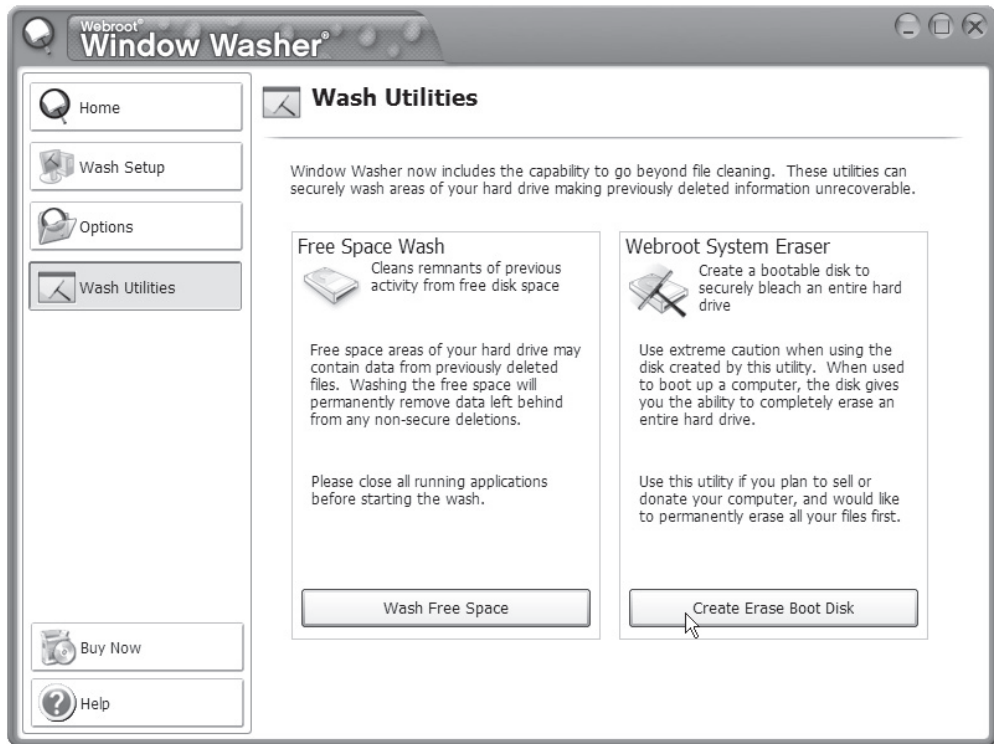 Webroot®
Window Washer®
Home
Wash Setup
Options
Wash Utilities
Buy Now
Help
Wash Utilities
Window Washer now includes the capability to go beyond file cleaning. These utilities can
securely wash areas of your hard drive making previously deleted information unrecoverable.
Free Space Wash
Cleans remnants of previous
activity from free disk space
Free space areas of your hard drive may
contain data from previously deleted
files. Washing the free space will
permanently remove data left behind
from any non-secure deletions.
Please close all running applications
before starting the wash.
Wash Free Space
Webroot System Eraser
Create a bootable disk to
securely bleach an entire hard
drive
Use extreme caution when using the
disk created by this utility. When used
to boot up a computer, the disk gives
you the ability to completely erase an
entire hard drive.
Use this utility if you plan to sell or
donate your computer, and would like
to permanently erase all your files first.
Create Erase Boot Disk